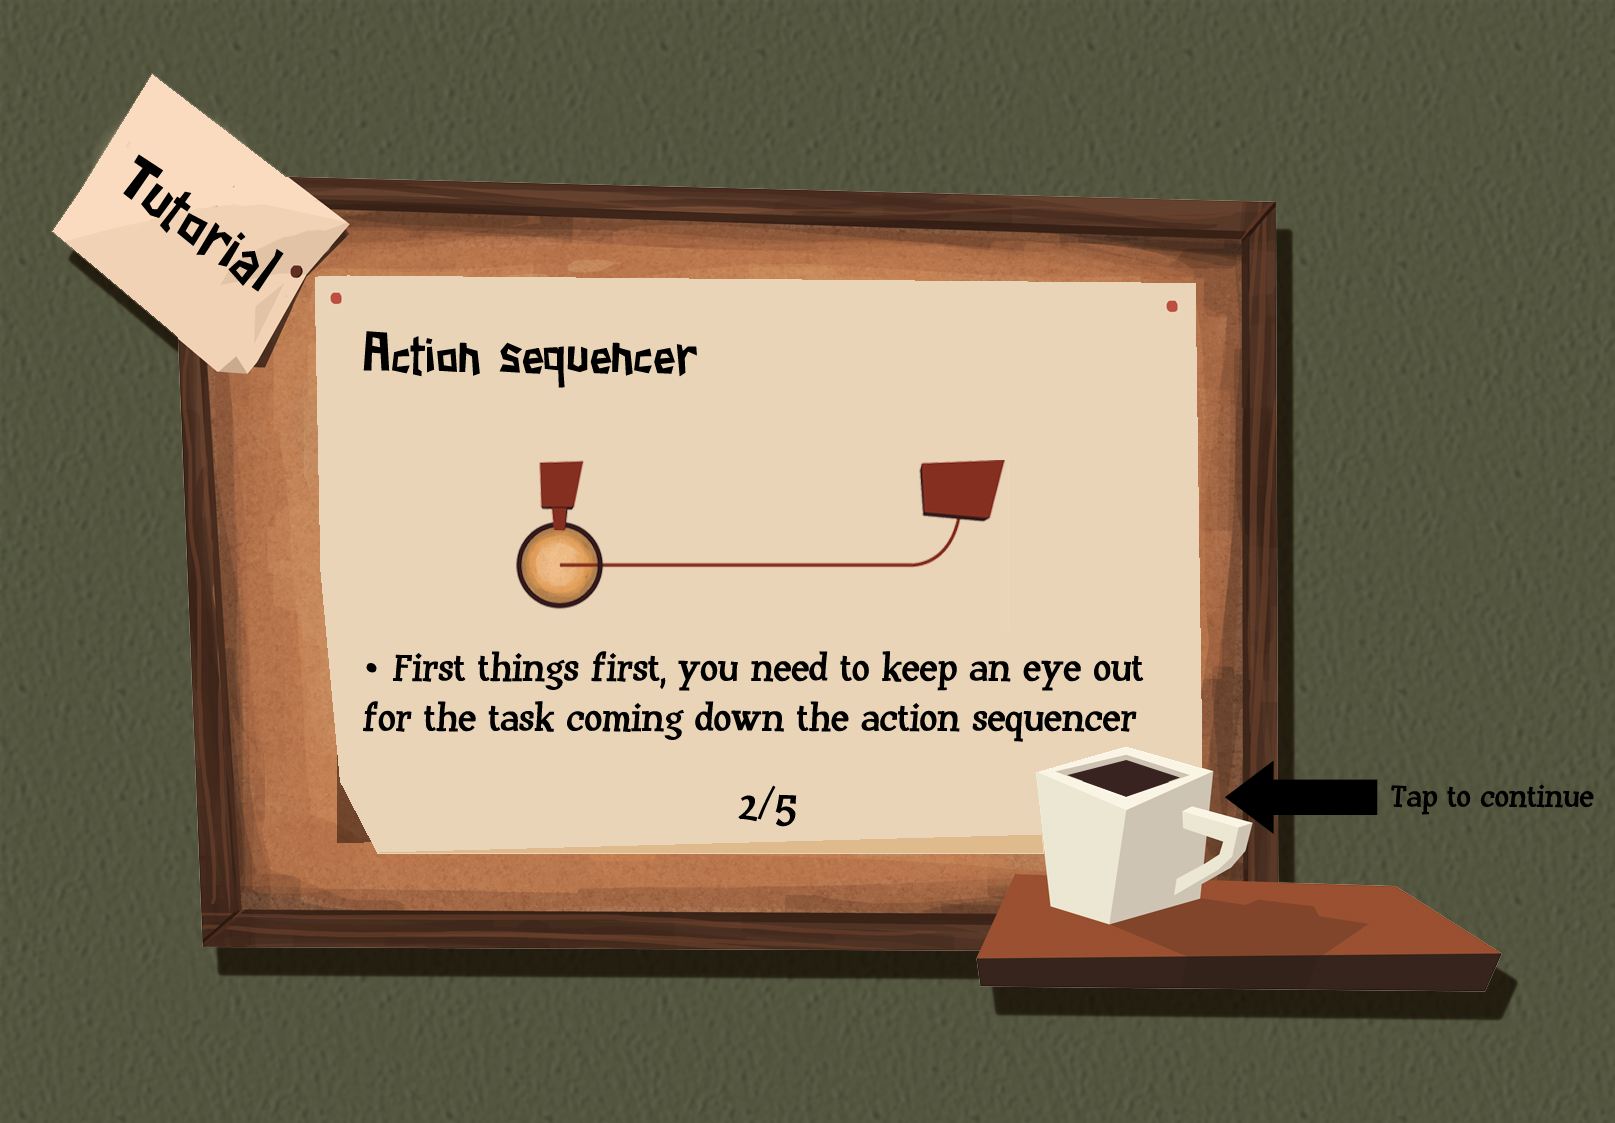 Tutorial
Action sequencer
• First things first, you need to keep an eye out
for the task coming down the action sequencer
2/5
Tap to continue